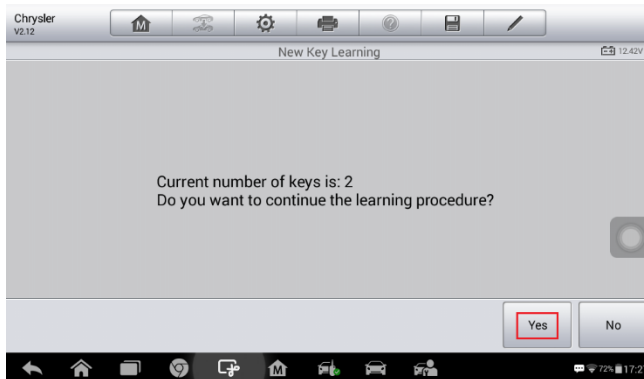 Chrysler
V2.12
M
New Key Learning
12.42V
Current number of keys is: 2
Do you want to continue the learning procedure?
Yes
No
M
72%